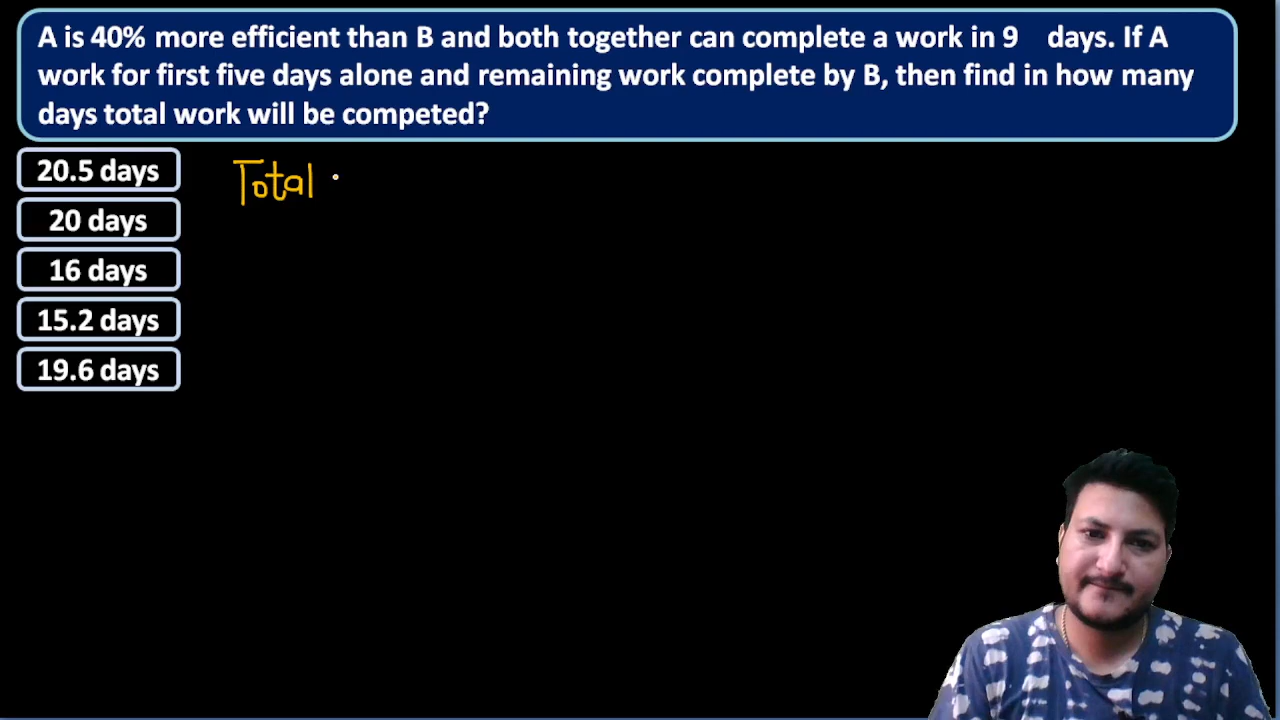 A is 40% more efficient than B and both together can complete a work in 9 days. If A
work for first five days alone and remaining work complete by B, then find in how many
days total work will be competed?
20.5 days
Total
20 days
16 days
15.2 days
19.6 days